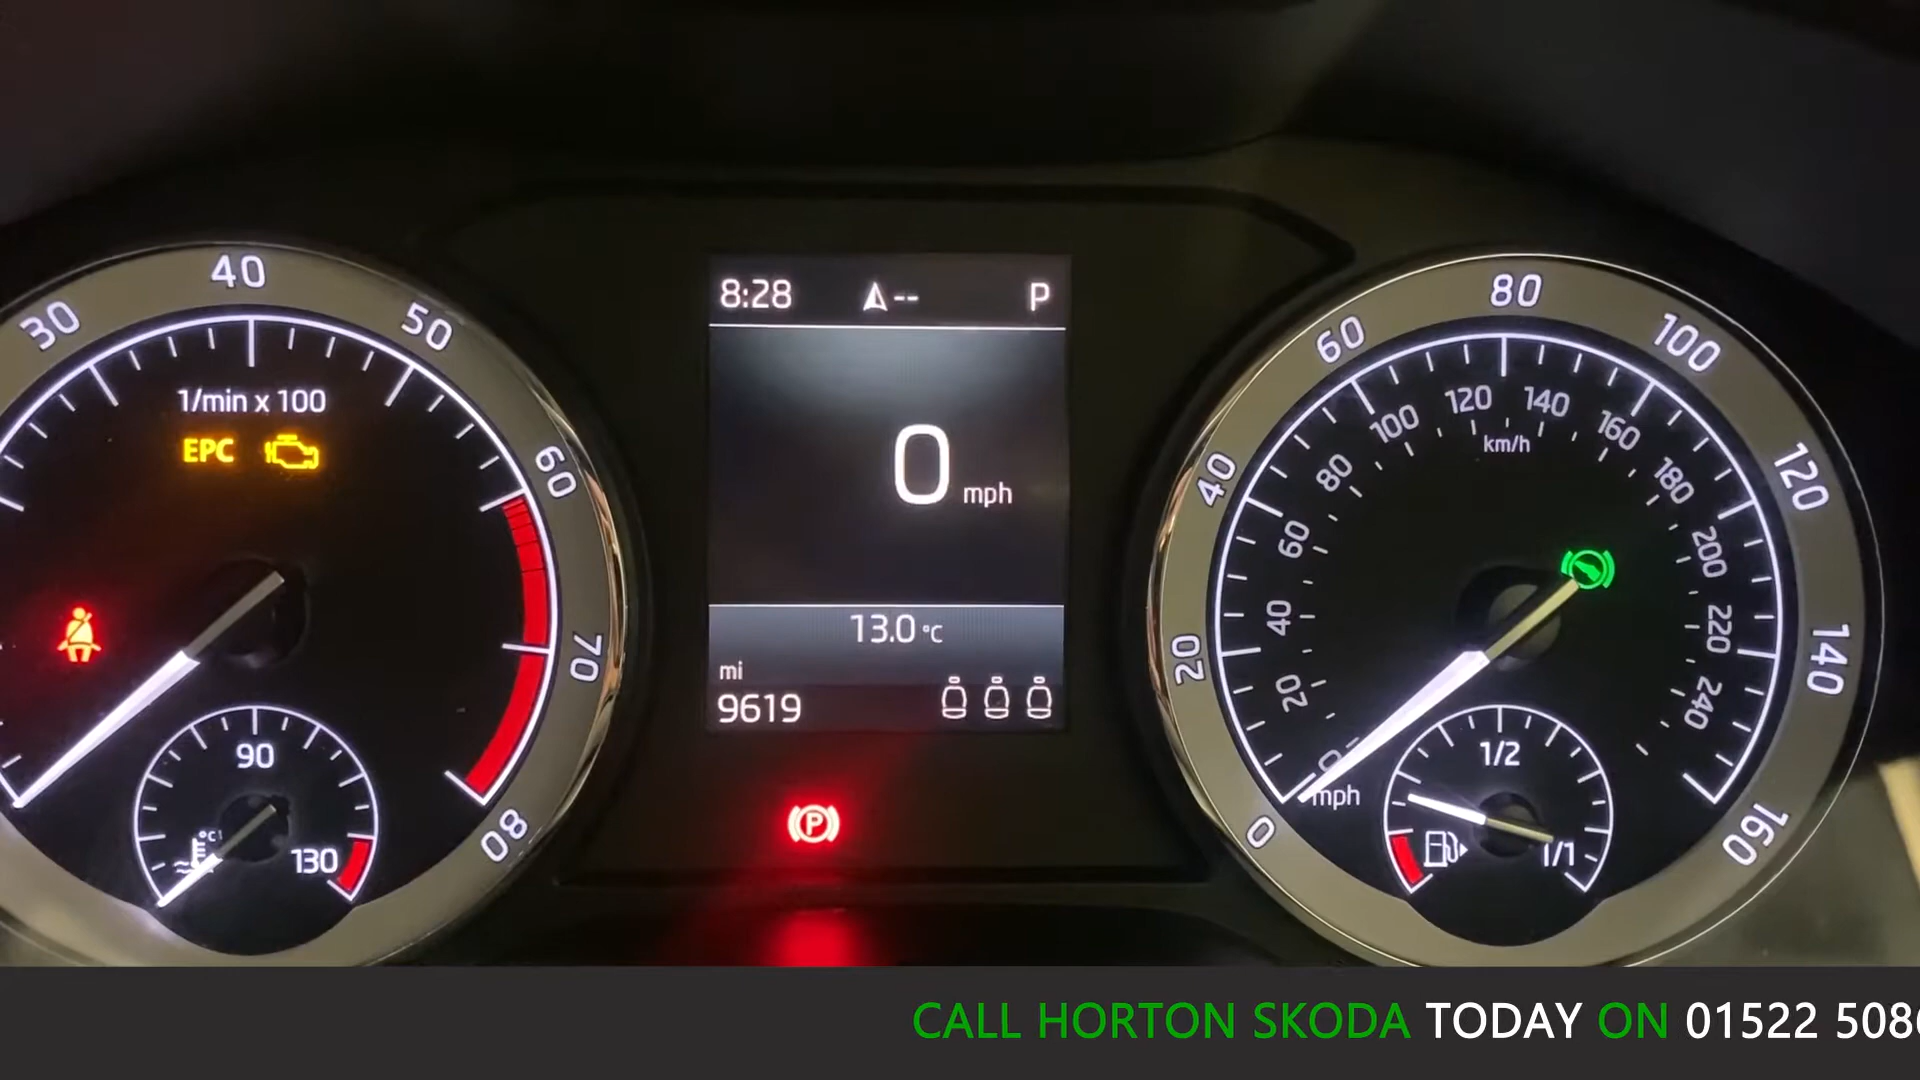 30
40
50
60
70
80
1/min x 100
EPC
90
130
°C
8:28 -- P
0 mph
13.0 °C
mi
9619
P
0
20
40
60
80
100
120
140
160
20
40
60
80
100
120
140
160
180
200
220
240
km/h
mph
1/2
1/1
CALL HORTON SKODA TODAY ON 01522 508